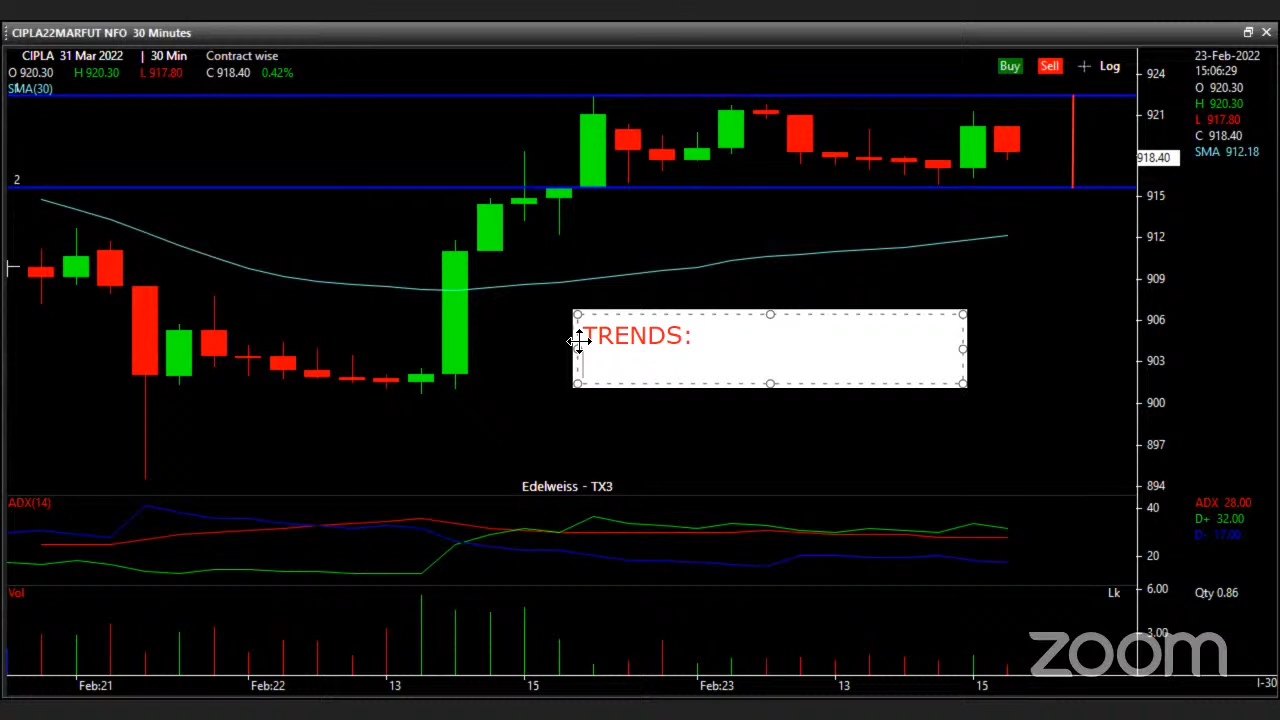 CIPLA22MARFUT NFO 30 Minutes
CIPLA 31 Mar 2022 | 30 Min Contract wise
O 920.30 H 920.30 L 917.80 C 918.40 0.42%
SMA(30)
Buy Sell Log
23-Feb-2022
15:06:29
O 920.30
H 920.30
L 917.80
C 918.40
SMA 912.18
924
921
918.40
915
912
909
906
903
900
897
894
2
TRENDS:
Edelweiss - TX3
ADX(14)
40
20
ADX 28.00
D+ 32.00
D- 17.00
Vol
Lk
6.00
3.00
Qty 0.86
zoom
Feb:21 Feb:22 13 15 Feb:23 13 15
I-30